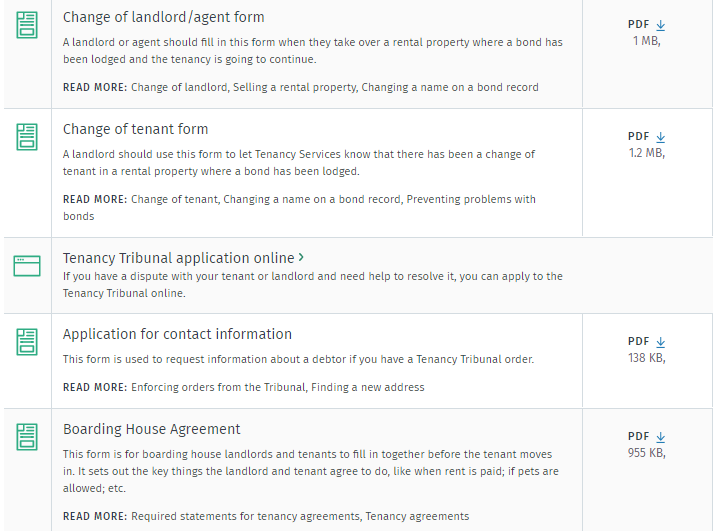 Change of landlord/agent form
PDF
1 MB,
A landlord or agent should fill in this form when they take over a rental property where a bond has
been lodged and the tenancy is going to continue.
READ MORE: Change of landlord, Selling a rental property, Changing a name on a bond record
Change of tenant form
PDF
1.2 MB,
A landlord should use this form to let Tenancy Services know that there has been a change of
tenant in a rental property where a bond has been lodged.
READ MORE: Change of tenant, Changing a name on a bond record, Preventing problems with
bonds
Tenancy Tribunal application online >
If you have a dispute with your tenant or landlord and need help to resolve it, you can apply to the
Tenancy Tribunal online.
Application for contact information
PDF
138 KB,
This form is used to request information about a debtor if you have a Tenancy Tribunal order.
READ MORE: Enforcing orders from the Tribunal, Finding a new address
Boarding House Agreement
PDF
955 KB,
This form is for boarding house landlords and tenants to fill in together before the tenant moves
in. It sets out the key things the landlord and tenant agree to do, like when rent is paid; if pets are
allowed; etc.
READ MORE: Required statements for tenancy agreements, Tenancy agreements